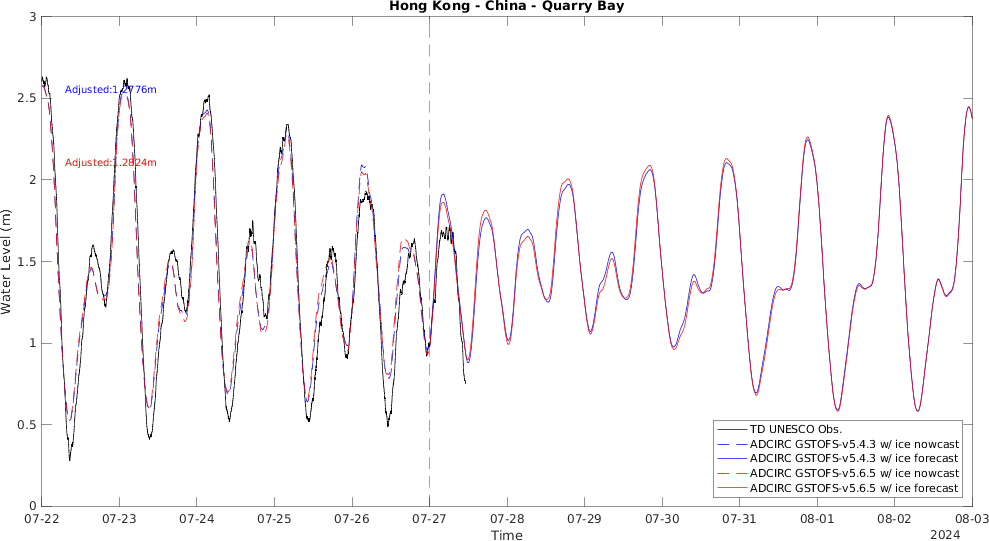 Hong Kong - China - Quarry Bay
3
2.5
2
1.5
1
0.5
0
Water Level (m)
Adjusted:1.2776m
Adjusted:1.2824m
TD UNESCO Obs.
ADCIRC GSTOFS-v5.4.3 w/ ice nowcast
ADCIRC GSTOFS-v5.4.3 w/ ice forecast
ADCIRC GSTOFS-v5.6.5 w/ ice nowcast
ADCIRC GSTOFS-v5.6.5 w/ ice forecast
07-22 07-23 07-24 07-25 07-26 07-27 07-28 07-29 07-30 07-31 08-01 08-02 08-03
Time
2024